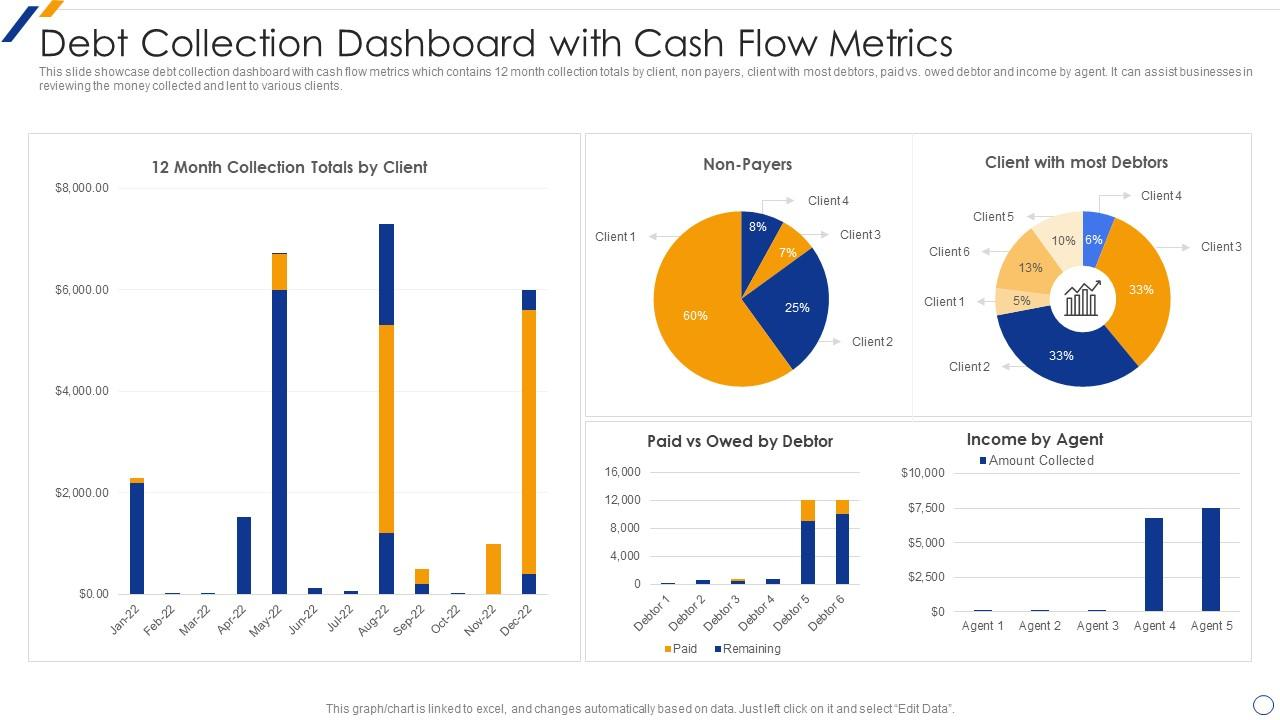 Debt Collection Dashboard with Cash Flow Metrics
This slide showcase debt collection dashboard with cash flow metrics which contains 12 month collection totals by client, non payers, client with most debtors, paid vs. owed debtor and income by agent. It can assist businesses in
reviewing the money collected and lent to various clients.
12 Month Collection Totals by Client
$8,000.00
$6,000.00
$4,000.00
$2,000.00
$0.00
Jan-22
Feb-22
Mar-22
Apr-22
May-22
Jun-22
Jul-22
Aug-22
Sep-22
Oct-22
Nov-22
Dec-22
Non-Payers
Client 4
Client 1
Client 3
8%
7%
25%
60%
Client 2
Client with most Debtors
Client 4
Client 5
Client 3
Client 6
10%
6%
13%
33%
Client 1
5%
33%
Client 2
Paid vs Owed by Debtor
16,000
12,000
8,000
4,000
0
Debtor 1
Debtor 2
Debtor 3
Debtor 4
Debtor 5
Debtor 6
Paid
Remaining
Income by Agent
Amount Collected
$10,000
$7,500
$5,000
$2,500
$0
Agent 1
Agent 2
Agent 3
Agent 4
Agent 5
This graph/chart is linked to excel, and changes automatically based on data. Just left click on it and select “Edit Data”.